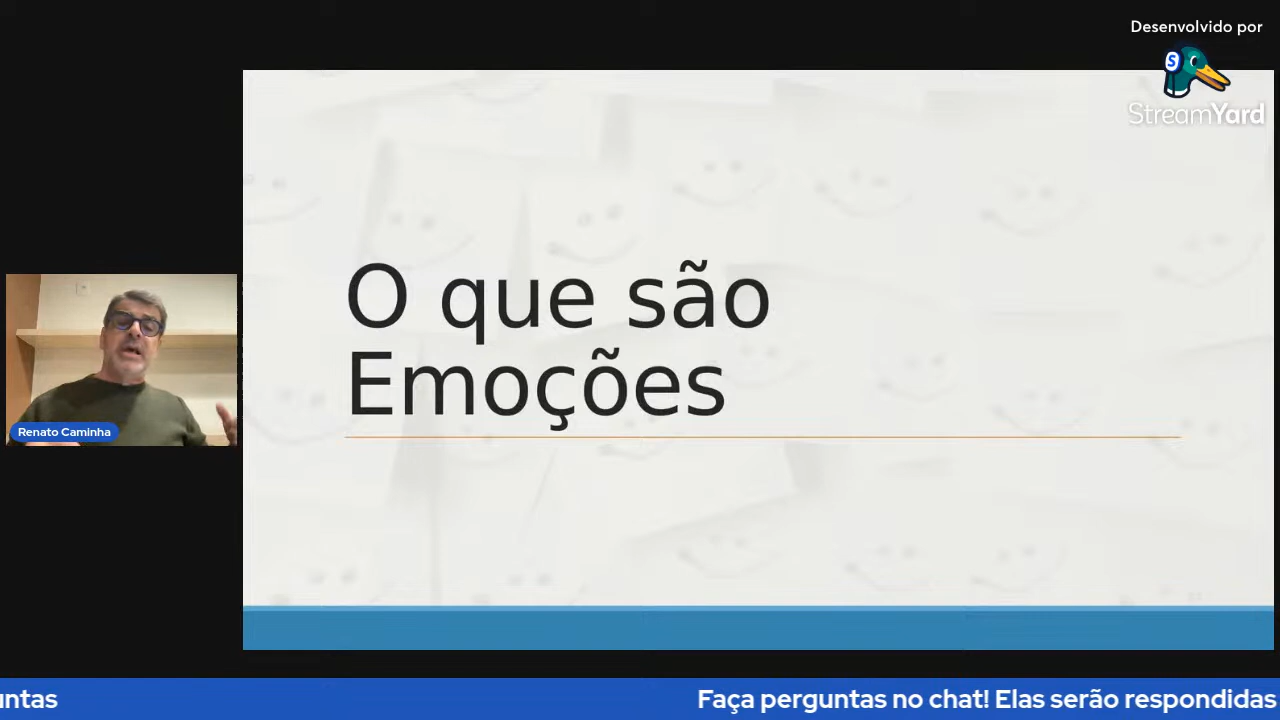 Desenvolvido por
S
StreamYard
O que são
Emoções
Renato Caminha
untas
Faça perguntas no chat! Elas serão respondidas